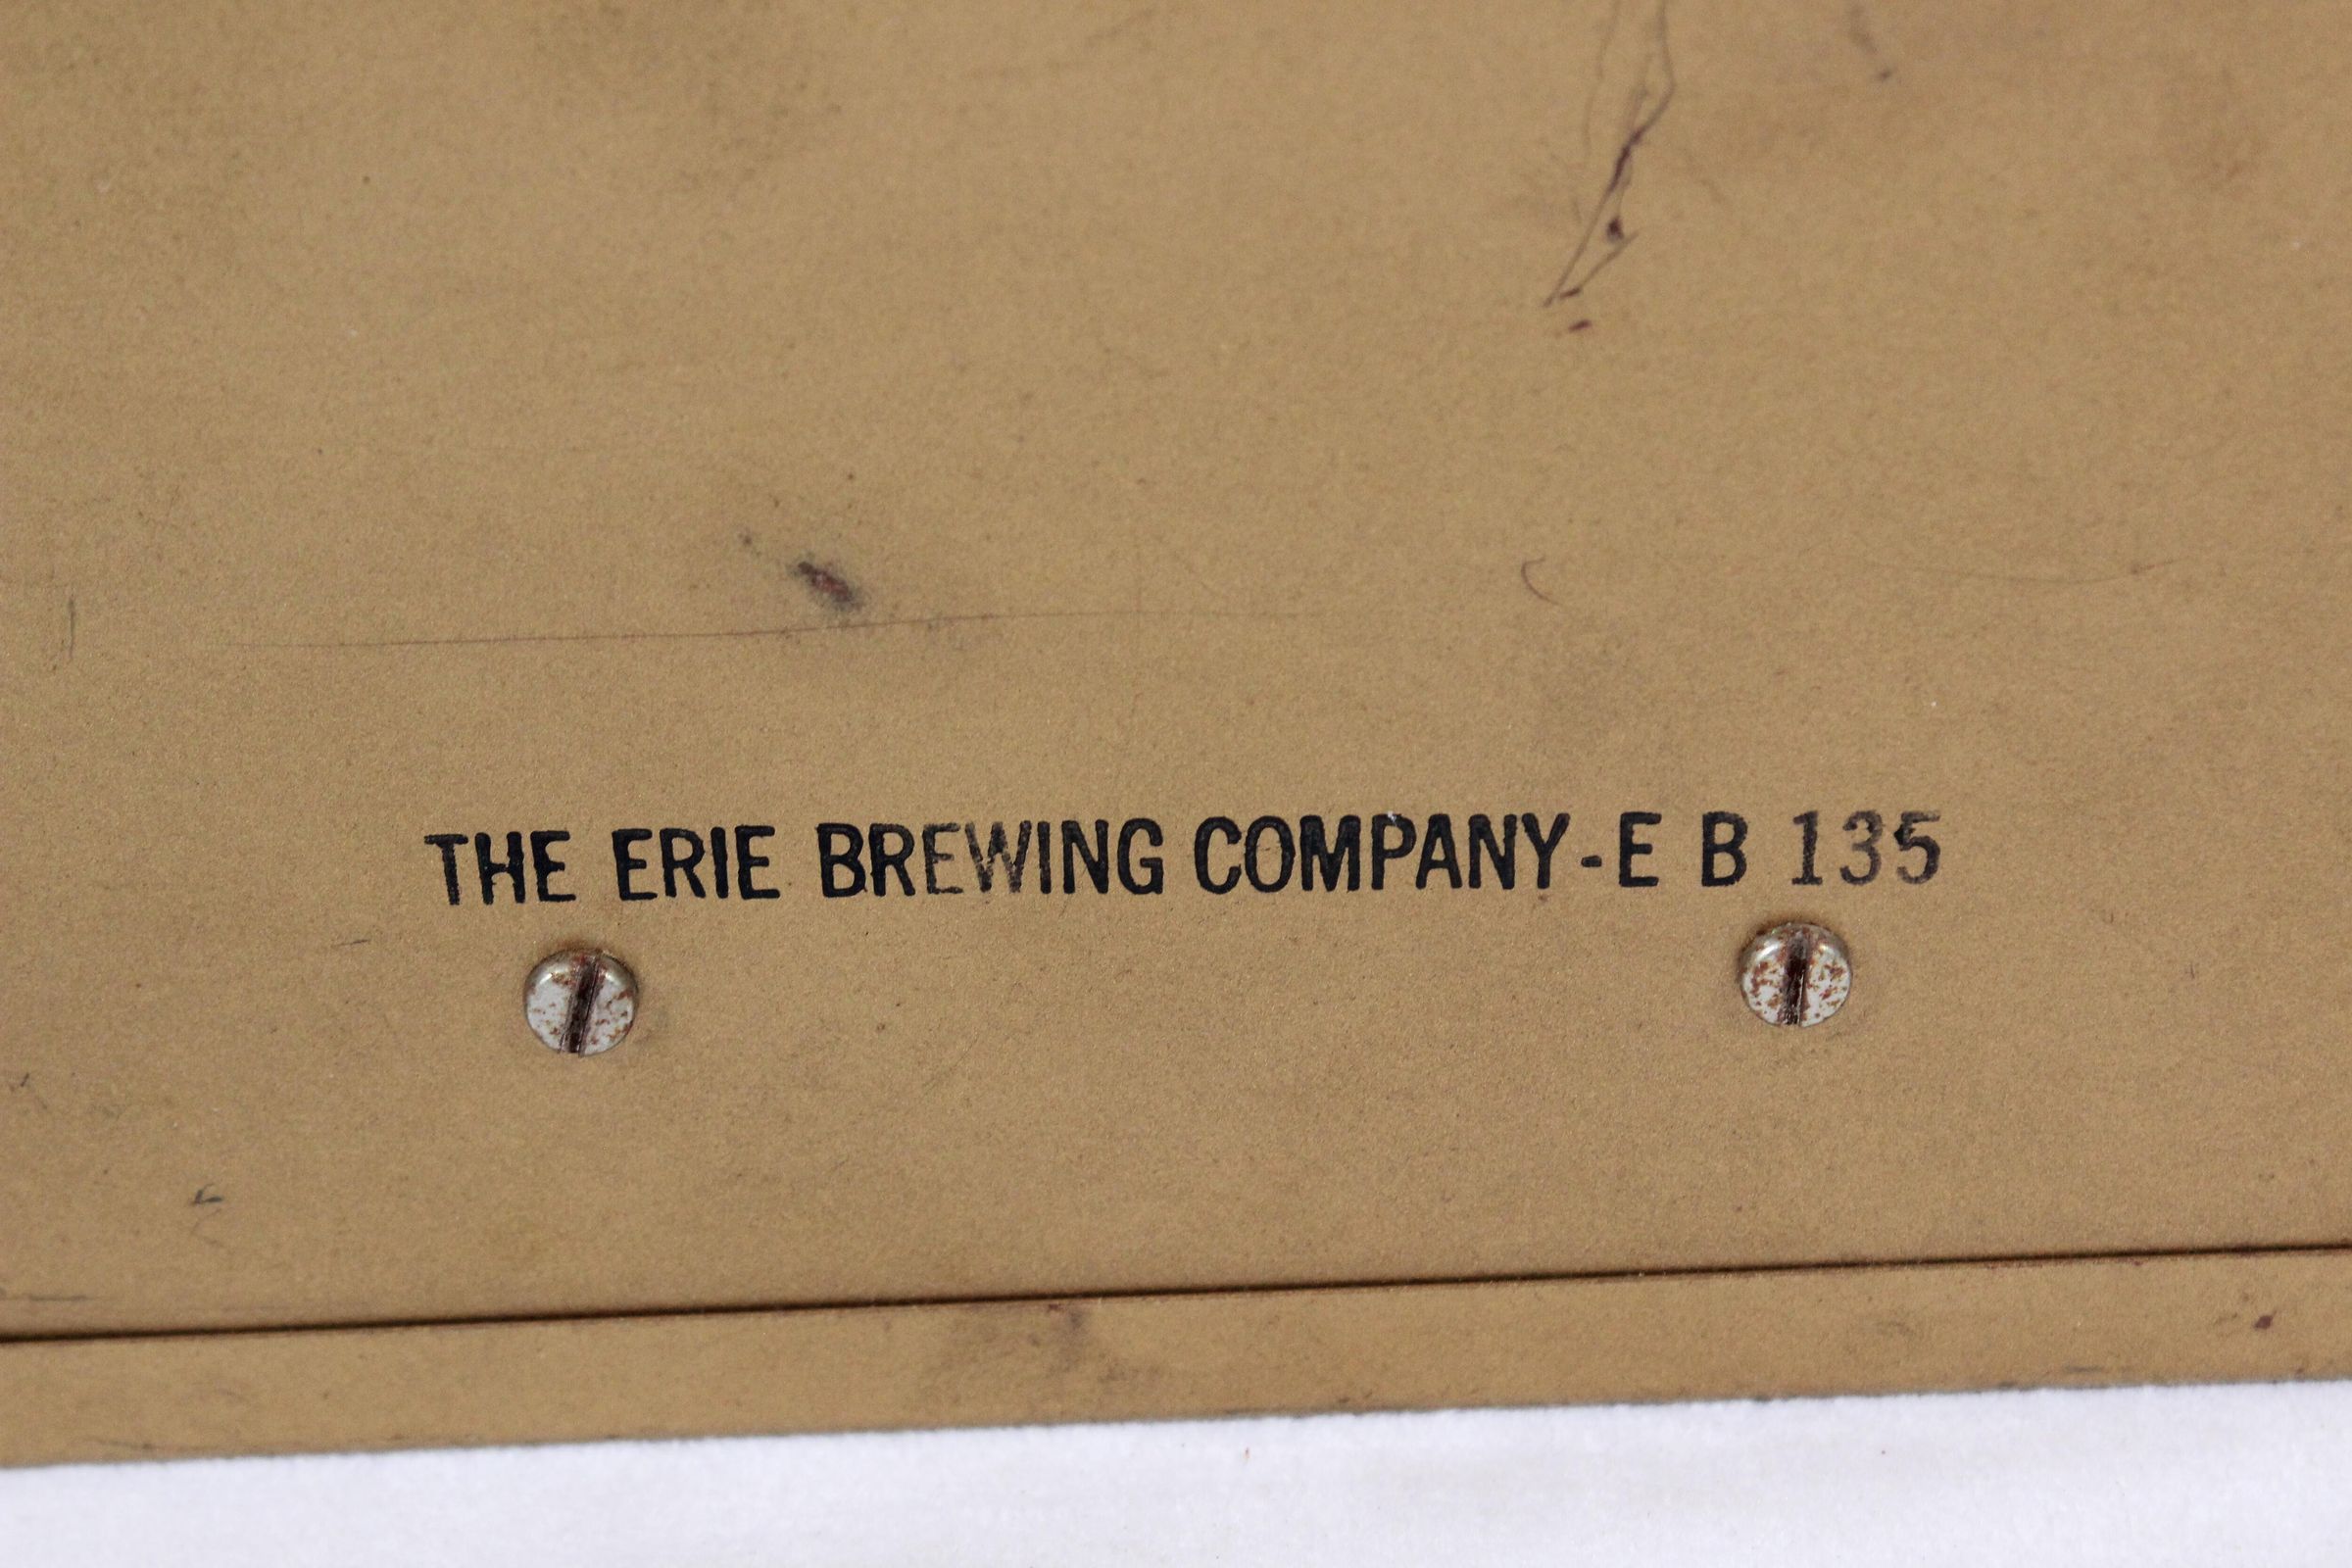 THE ERIE BREWING COMPANY-E B 135